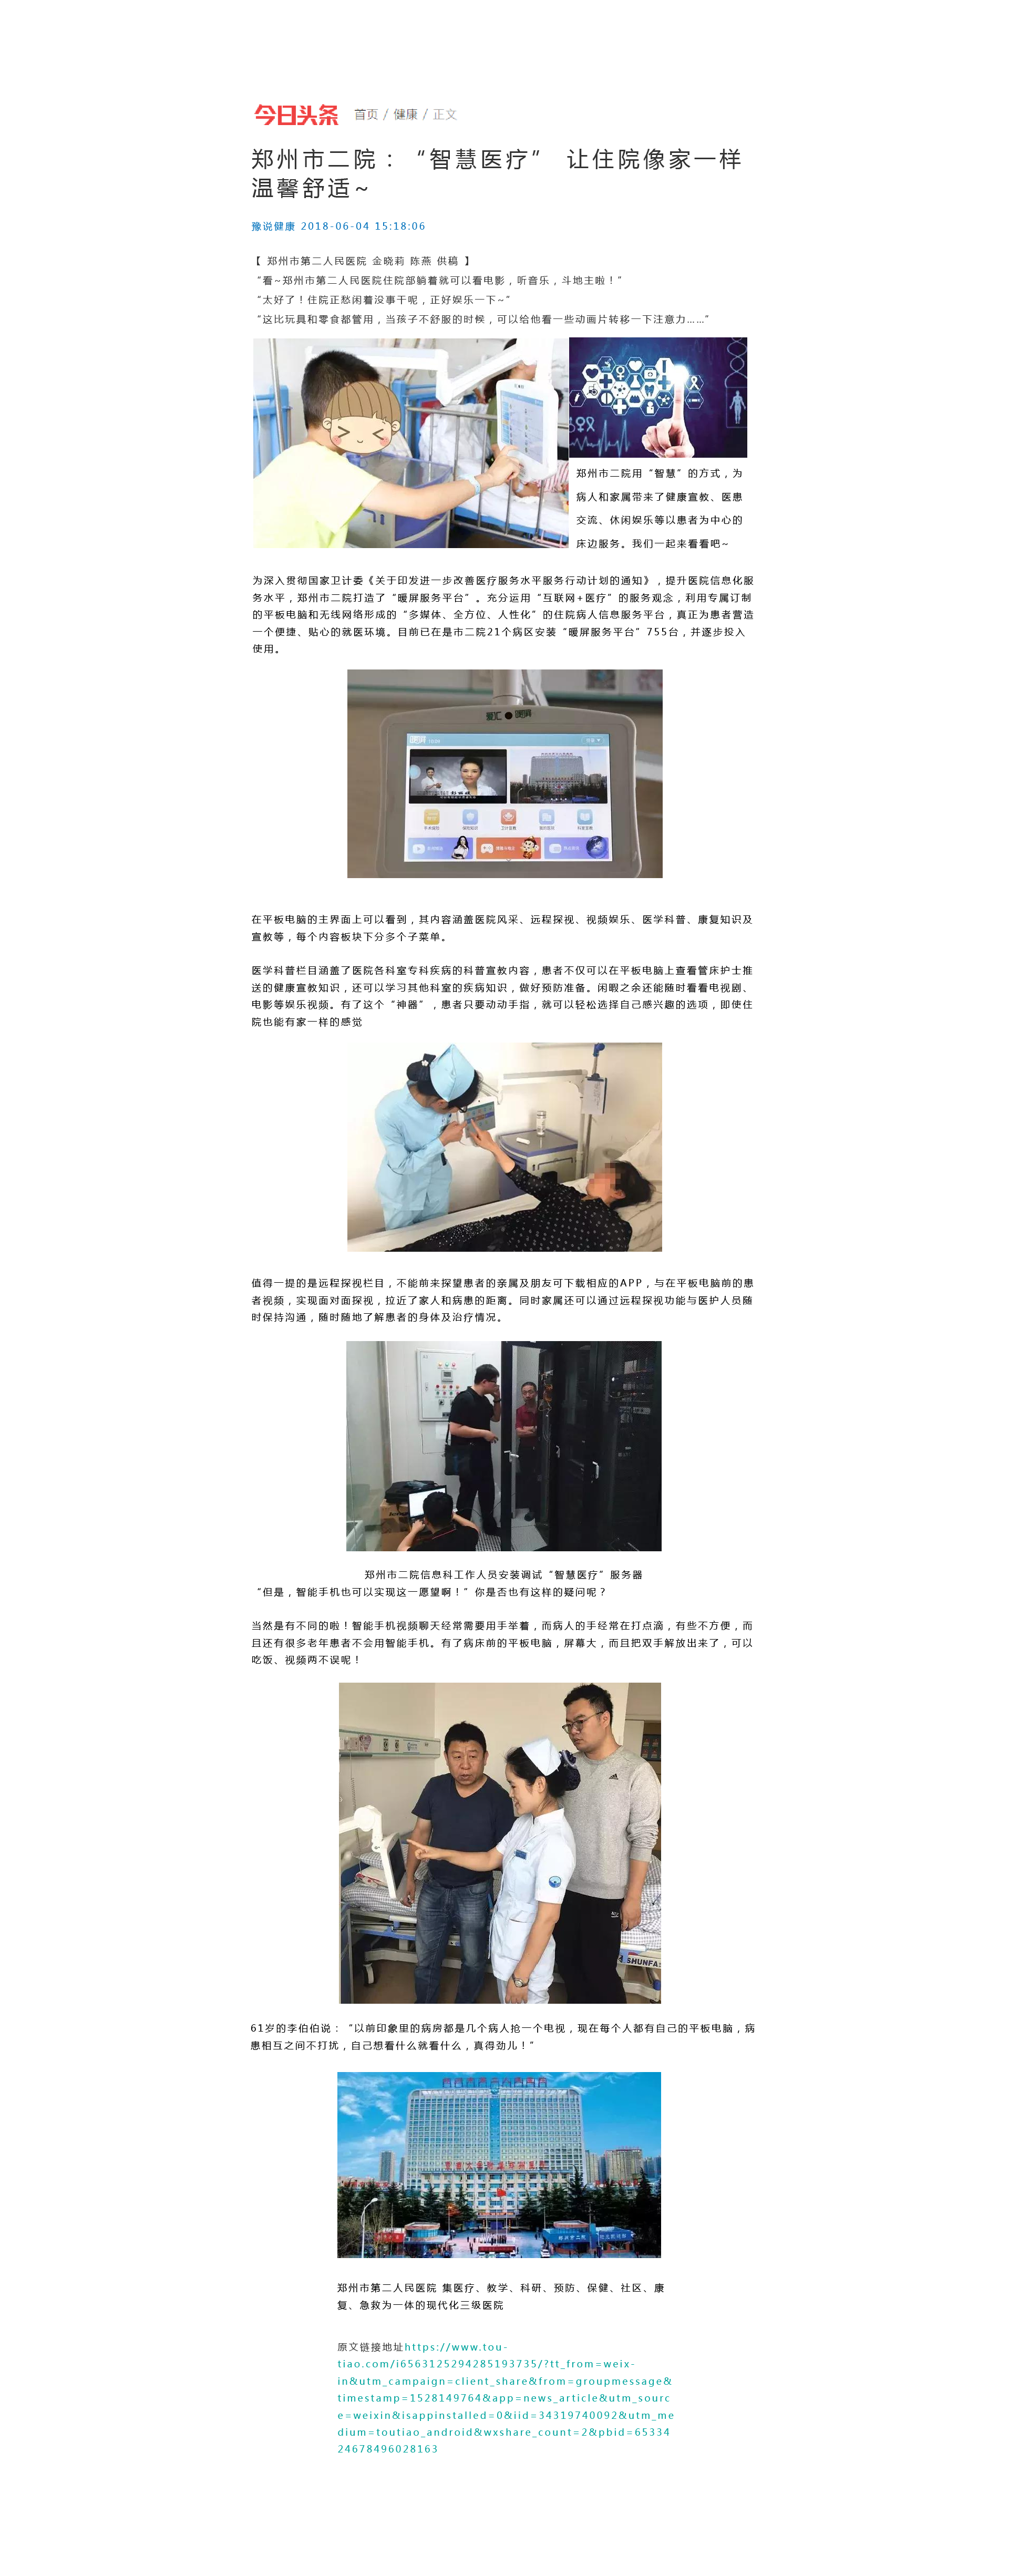 今日头条 首页 / 健康 / 正文
郑州市二院：“智慧医疗” 让住院像家一样
温馨舒适~
豫说健康 2018-06-04 15:18:06
【 郑州市第二人民医院 金晓莉 陈燕 供稿 】
“看~郑州市第二人民医院住院部躺着就可以看电影，听音乐，斗地主啦！”
“太好了！住院正愁闲着没事干呢，正好娱乐一下~”
“这比玩具和零食都管用，当孩子不舒服的时候，可以给他看一些动画片转移一下注意力……”
郑州市二院用“智慧”的方式，为
病人和家属带来了健康宣教、医患
交流、休闲娱乐等以患者为中心的
床边服务。我们一起来看看吧~
为深入贯彻国家卫计委《关于印发进一步改善医疗服务水平服务行动计划的通知》，提升医院信息化服
务水平，郑州市二院打造了“暖屏服务平台”。充分运用“互联网+医疗”的服务观念，利用专属订制
的平板电脑和无线网络形成的“多媒体、全方位、人性化”的住院病人信息服务平台，真正为患者营造
一个便捷、贴心的就医环境。目前已在是市二院21个病区安装“暖屏服务平台”755台，并逐步投入
使用。
爱汇 暖屏
在平板电脑的主界面上可以看到，其内容涵盖医院风采、远程探视、视频娱乐、医学科普、康复知识及
宣教等，每个内容板块下分多个子菜单。
医学科普栏目涵盖了医院各科室专科疾病的科普宣教内容，患者不仅可以在平板电脑上查看管床护士推
送的健康宣教知识，还可以学习其他科室的疾病知识，做好预防准备。闲暇之余还能随时看看电视剧、
电影等娱乐视频。有了这个“神器”，患者只要动动手指，就可以轻松选择自己感兴趣的选项，即使住
院也能有家一样的感觉
值得一提的是远程探视栏目，不能前来探望患者的亲属及朋友可下载相应的APP，与在平板电脑前的患
者视频，实现面对面探视，拉近了家人和病患的距离。同时家属还可以通过远程探视功能与医护人员随
时保持沟通，随时随地了解患者的身体及治疗情况。
郑州市二院信息科工作人员安装调试“智慧医疗”服务器
“但是，智能手机也可以实现这一愿望啊！”你是否也有这样的疑问呢？
当然是有不同的啦！智能手机视频聊天经常需要用手举着，而病人的手经常在打点滴，有些不方便，而
且还有很多老年患者不会用智能手机。有了病床前的平板电脑，屏幕大，而且把双手解放出来了，可以
吃饭、视频两不误呢！
SHUNFA
61岁的李伯伯说：“以前印象里的病房都是几个病人抢一个电视，现在每个人都有自己的平板电脑，病
患相互之间不打扰，自己想看什么就看什么，真得劲儿！”
郑州市第二人民医院 集医疗、教学、科研、预防、保健、社区、康
复、急救为一体的现代化三级医院
原文链接地址https://www.tou-
tiao.com/i6563125294285193735/?tt_from=weix-
in&utm_campaign=client_share&from=groupmessage&
timestamp=1528149764&app=news_article&utm_sourc
e=weixin&isappinstalled=0&iid=34319740092&utm_me
dium=toutiao_android&wxshare_count=2&pbid=65334
24678496028163